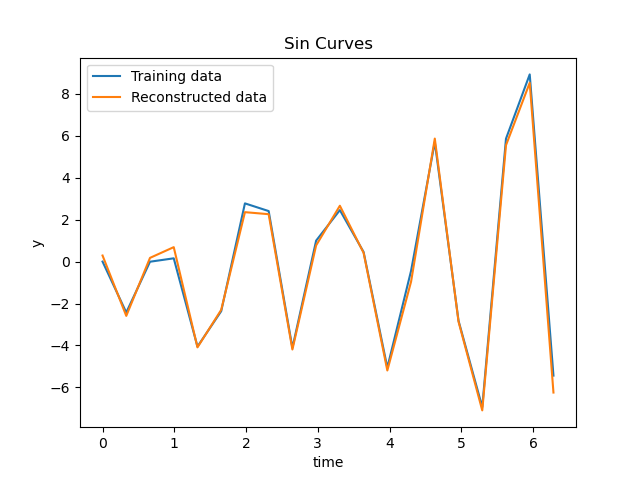 Sin Curves
Training data
Reconstructed data
8
6
4
2
0
−2
−4
−6
y
0 1 2 3 4 5 6
time